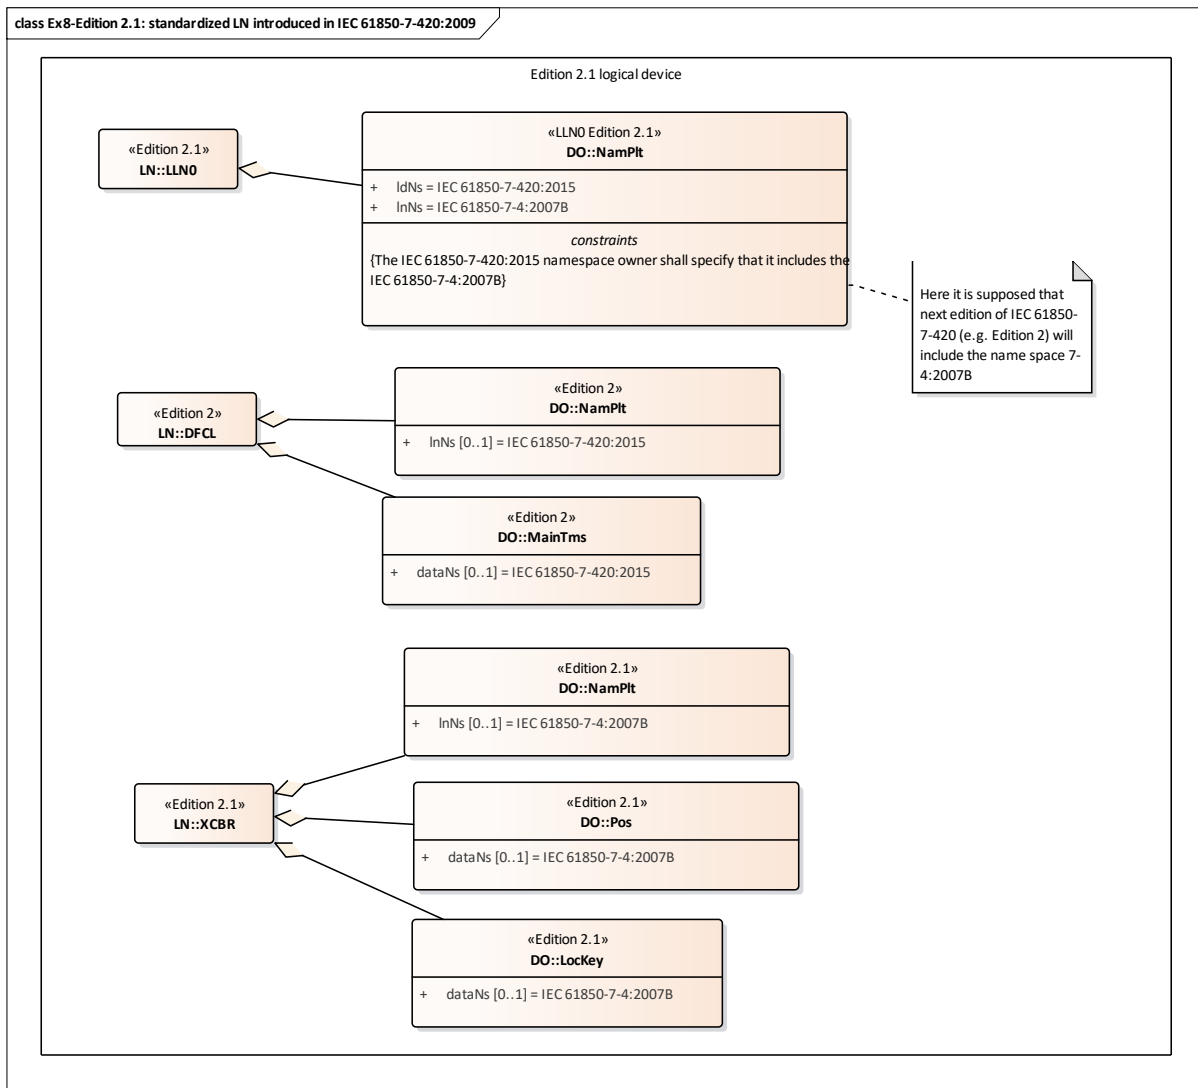 class Ex8-Edition 2.1: standardized LN introduced in IEC 61850-7-420:2009
Edition 2.1 logical device
«Edition 2.1»
LN::LLN0
«LLN0 Edition 2.1»
DO::NamPlt
+ ldNs = IEC 61850-7-420:2015
+ lnNs = IEC 61850-7-4:2007B
constraints
{The IEC 61850-7-420:2015 namespace owner shall specify that it includes the
IEC 61850-7-4:2007B}
Here it is supposed that
next edition of IEC 61850-
7-420 (e.g. Edition 2) will
include the name space 7-
4:2007B
«Edition 2»
LN::DFCL
«Edition 2»
DO::NamPlt
+ lnNs [0..1] = IEC 61850-7-420:2015
«Edition 2»
DO::MainTms
+ dataNs [0..1] = IEC 61850-7-420:2015
«Edition 2.1»
DO::NamPlt
+ lnNs [0..1] = IEC 61850-7-4:2007B
«Edition 2.1»
LN::XCBR
«Edition 2.1»
DO::Pos
+ dataNs [0..1] = IEC 61850-7-4:2007B
«Edition 2.1»
DO::LocKey
+ dataNs [0..1] = IEC 61850-7-4:2007B